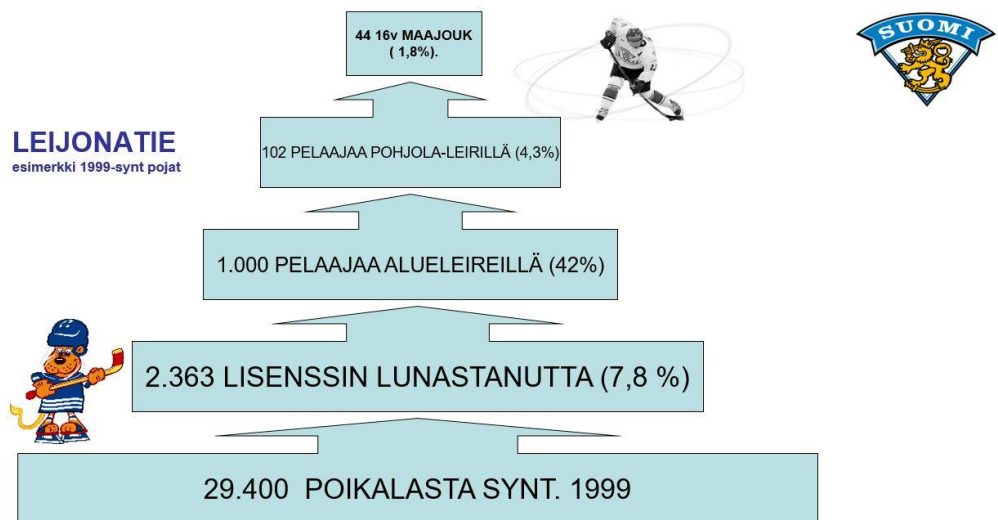 44 16v MAAJOUK
( 1,8%).
SUOMI
LEIJONATIE
esimerkki 1999-synt pojat
102 PELAAJAA POHJOLA-LEIRILLÄ (4,3%)
1.000 PELAAJAA ALUELEIREILLÄ (42%)
2.363 LISENSSIN LUNASTANUTTA (7,8 %)
29.400 POIKALASTA SYNT. 1999